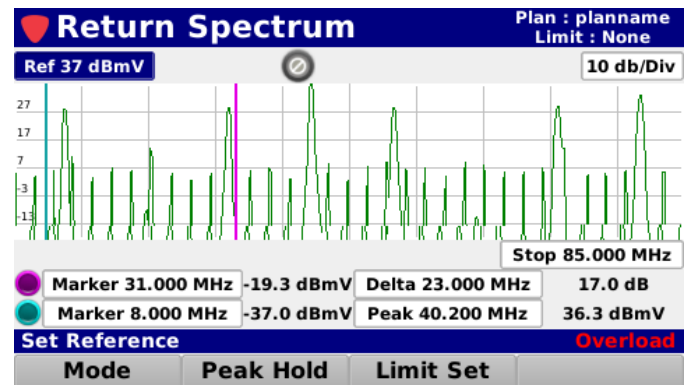 Return Spectrum
Plan : planname
Limit : None
Ref 37 dBmV
10 db/Div
27
17
7
-3
-13
Stop 85.000 MHz
Marker 31.000 MHz -19.3 dBmV Delta 23.000 MHz 17.0 dB
Marker 8.000 MHz -37.0 dBmV Peak 40.200 MHz 36.3 dBmV
Set Reference Overload
Mode Peak Hold Limit Set